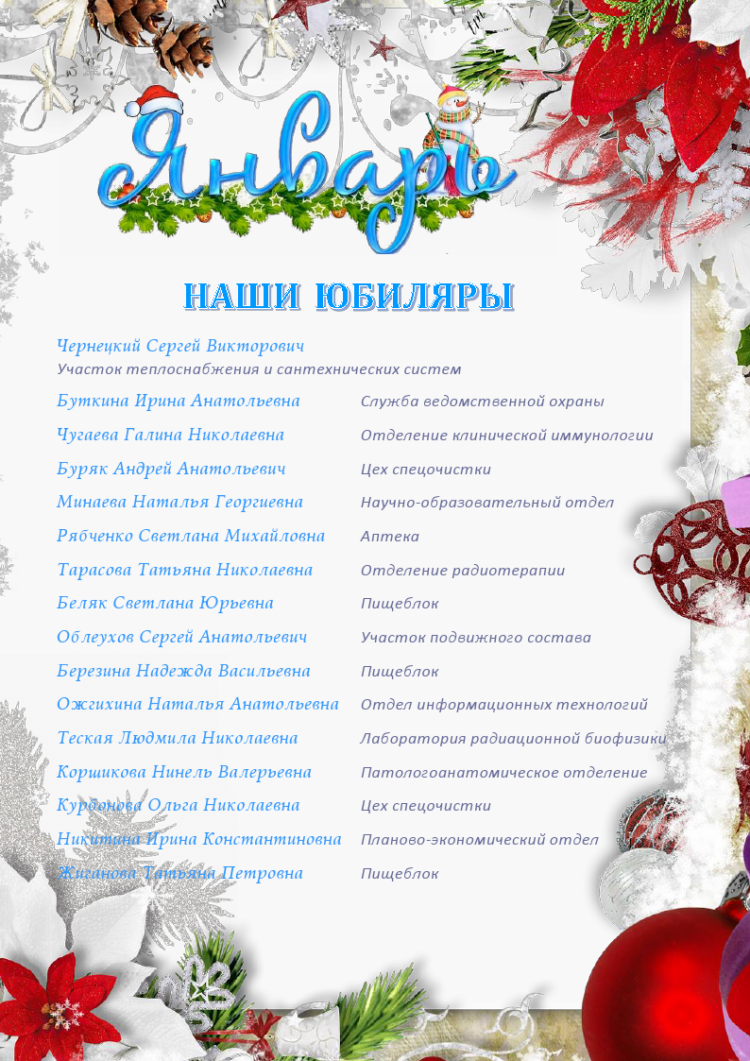 Январь
НАШИ ЮБИЛЯРЫ
Чернецкий Сергей Викторович
Участок теплоснабжения и сантехнических систем
Буткина Ирина Анатольевна Служба ведомственной охраны
Чугаева Галина Николаевна Отделение клинической иммунологии
Буряк Андрей Анатольевич Цех спецочистки
Минаева Наталья Георгиевна Научно-образовательный отдел
Рябченко Светлана Михайловна Аптека
Тарасова Татьяна Николаевна Отделение радиотерапии
Беляк Светлана Юрьевна Пищеблок
Облеухов Сергей Анатольевич Участок подвижного состава
Березина Надежда Васильевна Пищеблок
Ожгихина Наталья Анатольевна Отдел информационных технологий
Теская Людмила Николаевна Лаборатория радиационной биофизики
Коршикова Нинель Валерьевна Патологоанатомическое отделение
Курбонова Ольга Николаевна Цех спецочистки
Никитина Ирина Константиновна Планово-экономический отдел
Жиганова Татьяна Петровна Пищеблок